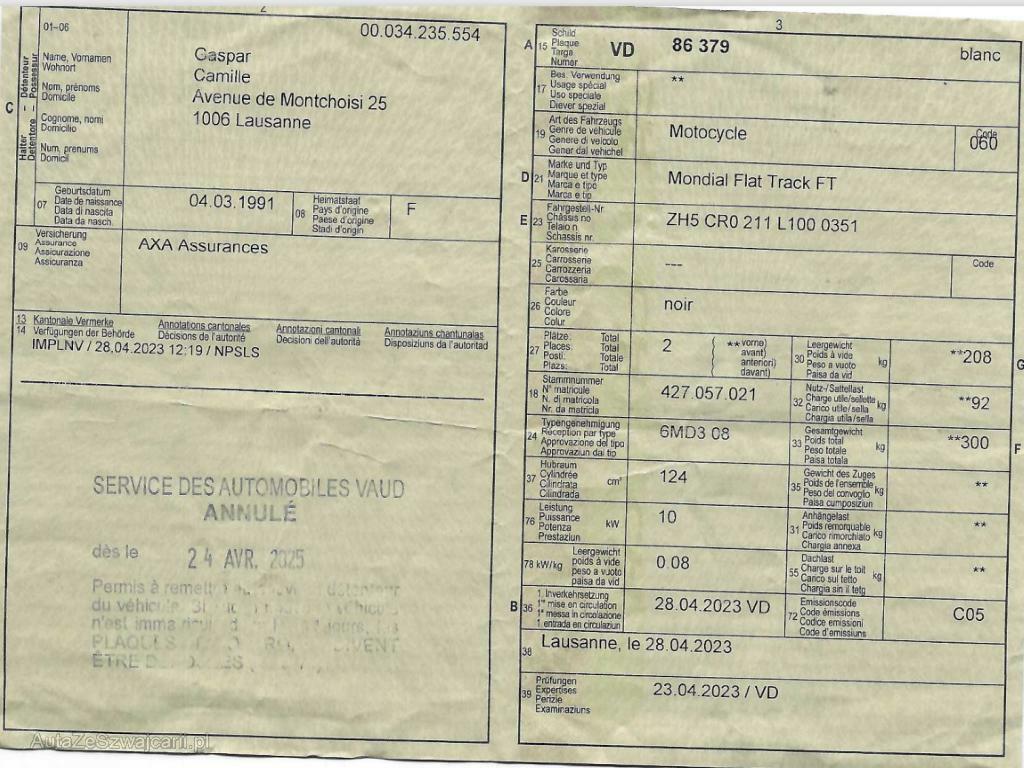 2
00.034.235.554
01-06
Halter – Détenteur
Detentore – Possessur
Name, Vornamen
Wohnort
Nom, prénoms
Domicile
Cognome, nomi
Domicilio
Num, prenums
Domicil
C
Gaspar
Camille
Avenue de Montchoisi 25
1006 Lausanne
07
Geburtsdatum
Date de naissance
Data di nascita
Data da nasch.
04.03.1991
08
Heimatstaat
Pays d'origine
Paese d'origine
Stadi d'origin
F
09
Versicherung
Assurance
Assicurazione
Assicuranza
AXA Assurances
13 Kantonale Vermerke Annotations cantonales Annotazioni cantonali Annotaziuns chantunalas
14 Verfügungen der Behörde Décisions de l'autorité Decisioni dell'autorità Disposiziuns da l'autoritad
IMPLNV / 28.04.2023 12:19 / NPSLS
SERVICE DES AUTOMOBILES VAUD
ANNULÉ
dès le 24 AVR. 2025
Permis à remett détenteur
du véhicule.
n'est imma
PLAQUES
ÊTRE
AutaZeSzwajcarii.pl
3
A 15
Schild
Plaque
Targa
Numer
VD 86 379 blanc
17
Bes. Verwendung
Usage spécial
Uso speciale
Diever spezial
**
19
Art des Fahrzeugs
Genre de véhicule
Genere di veicolo
Gener dal vehichel
Motocycle
Code
060
D 21
Marke und Typ
Marque et type
Marca e tipo
Marca e tip
Mondial Flat Track FT
E 23
Fahrgestell-Nr.
Châssis no
Telaio n.
Schassis nr.
ZH5 CR0 211 L100 0351
25
Karosserie
Carrosserie
Carrozzeria
Carossaria
---
Code
26
Farbe
Couleur
Colore
Colur
noir
27
Plätze: Total
Places: Total
Posti: Totale
Plazs: Total
2
( ** vorne)
avant)
anteriori)
davant)
30
Leergewicht
Poids à vide
Peso a vuoto
Paisa da vid
kg
**208
G
18
Stammnummer
N° matricule
N. di matricola
Nr. da matricla
427.057.021
32
Nutz-/Sattellast
Charge utile/sellette
Carico utile/sella
Chargia utila/sella
kg
**92
24
Typengenehmigung
Réception par type
Approvazione del tipo
Approvaziun dal tip
6MD3 08
33
Gesamtgewicht
Poids total
Peso totale
Paisa totala
kg
**300
F
37
Hubraum
Cylindrée
Cilindrata
Cilindrada
cm³
124
35
Gewicht des Zuges
Poids de l'ensemble
Peso del convoglio
Paisa cumposiziun
kg
**
76
Leistung
Puissance
Potenza
Prestaziun
kW
10
31
Anhängelast
Poids remorquable
Carico rimorchiato
Chargia annexa
kg
**
78 kW/kg
Leergewicht
poids à vide
peso a vuoto
paisa da vid
0.08
55
Dachlast
Charge sur le toit
Carico sul tetto
Chargia sin il tetg
kg
**
B 36
1. Inverkehrsetzung
1re mise en circulation
1a messa in circolazione
1. entrada en circulaziun
28.04.2023 VD
72
Emissionscode
Code émissions
Codice emissioni
Code d'emissiuns
C05
38
Lausanne, le 28.04.2023
39
Prüfungen
Expertises
Perizie
Examinaziuns
23.04.2023 / VD